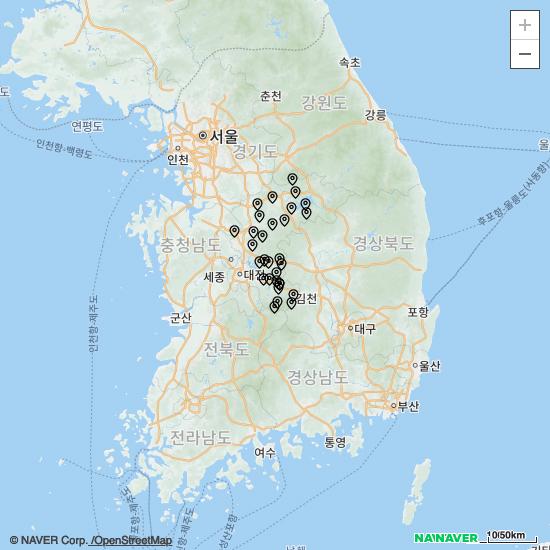 +
−
속초
춘천
강원도
강릉
도
연평도
서울
인천
경기도
인천항-백령도
울
후포항-울릉도(사동항)
충청남도
경상북도
세종
대전
김천
인천항-제주도
군산
포항
대구
전북도
울산
경상남도
부산
전라남도
통영
여수
© NAVER Corp. /OpenStreetMap
NAVER
10/50km